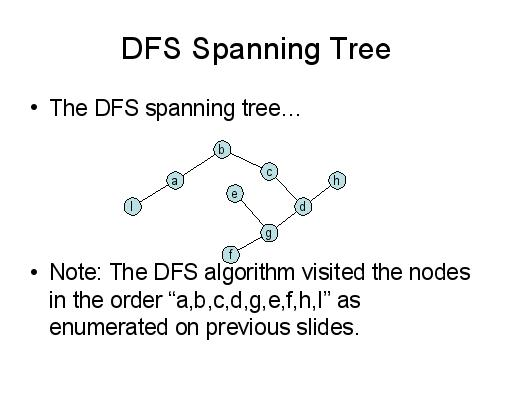 DFS Spanning Tree
• The DFS spanning tree…
b
c
a
h
e
l
d
g
f
• Note: The DFS algorithm visited the nodes
in the order “a,b,c,d,g,e,f,h,I” as
enumerated on previous slides.